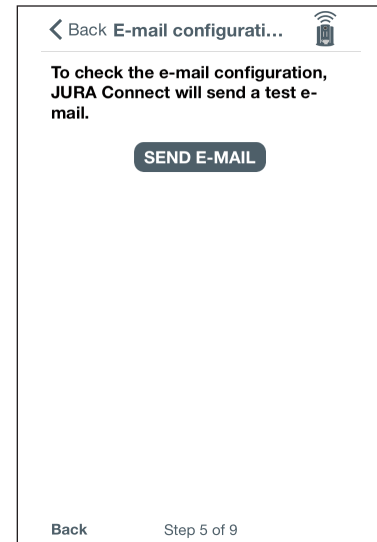 Back E-mail configurati...
To check the e-mail configuration,
JURA Connect will send a test e-
mail.
SEND E-MAIL
Back Step 5 of 9